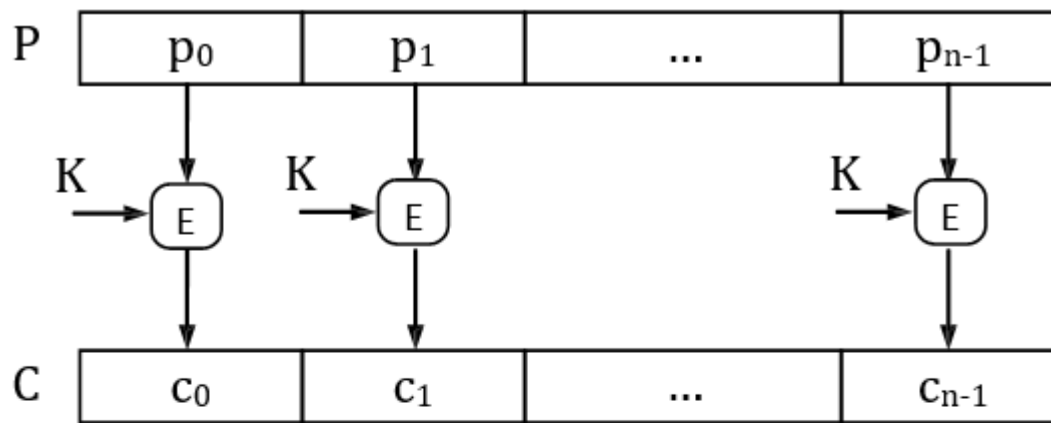 P p₀ p₁ ... pₙ₋₁
K K K
E E E
C c₀ c₁ ... cₙ₋₁